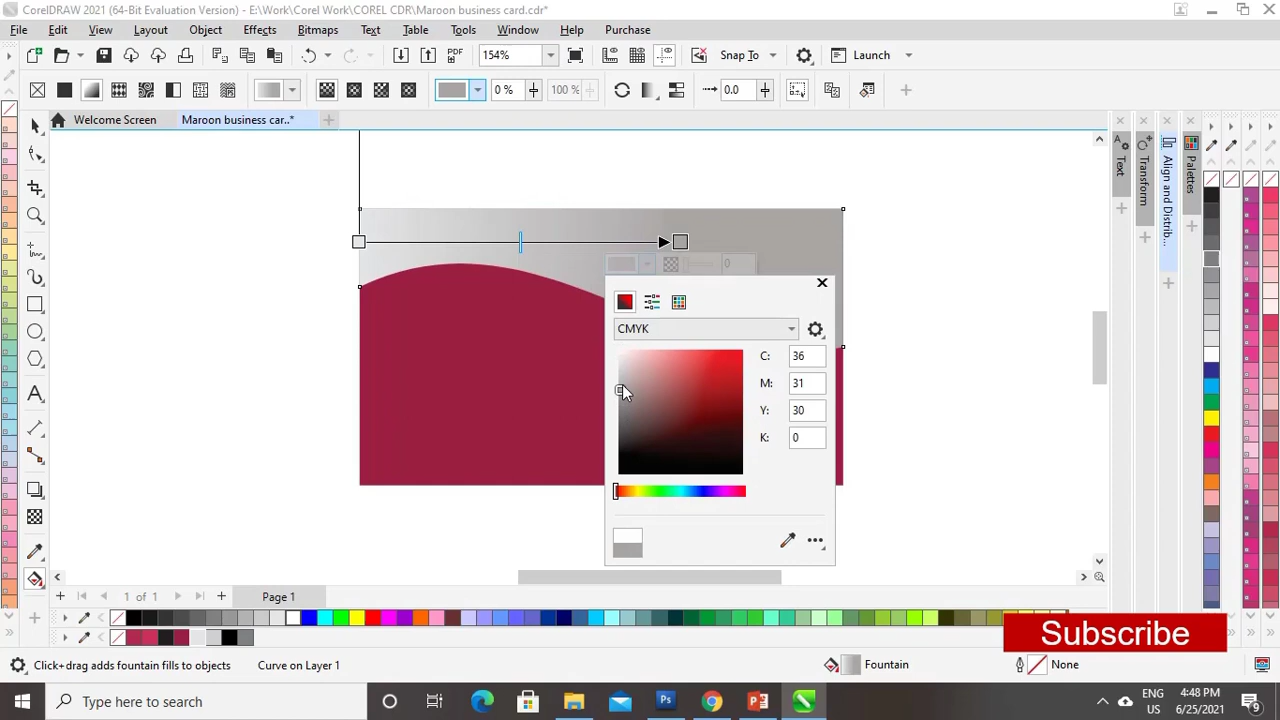 CorelDRAW 2021 (64-Bit Evaluation Version) - E:\Work\Corel Work\COREL CDR\Maroon business card.cdr*
File Edit View Layout Object Effects Bitmaps Text Table Tools Window Help Purchase
PDF 154% Snap To Launch
0 % 100 % 0.0
Welcome Screen Maroon business car..*
Text
Transform
Align and Distrib..
Palettes
0
CMYK
C: 36
M: 31
Y: 30
K: 0
1 of 1 Page 1
Subscribe
Click+drag adds fountain fills to objects Curve on Layer 1 Fountain None
Type here to search
Ps
ENG 4:48 PM
US 6/25/2021
9